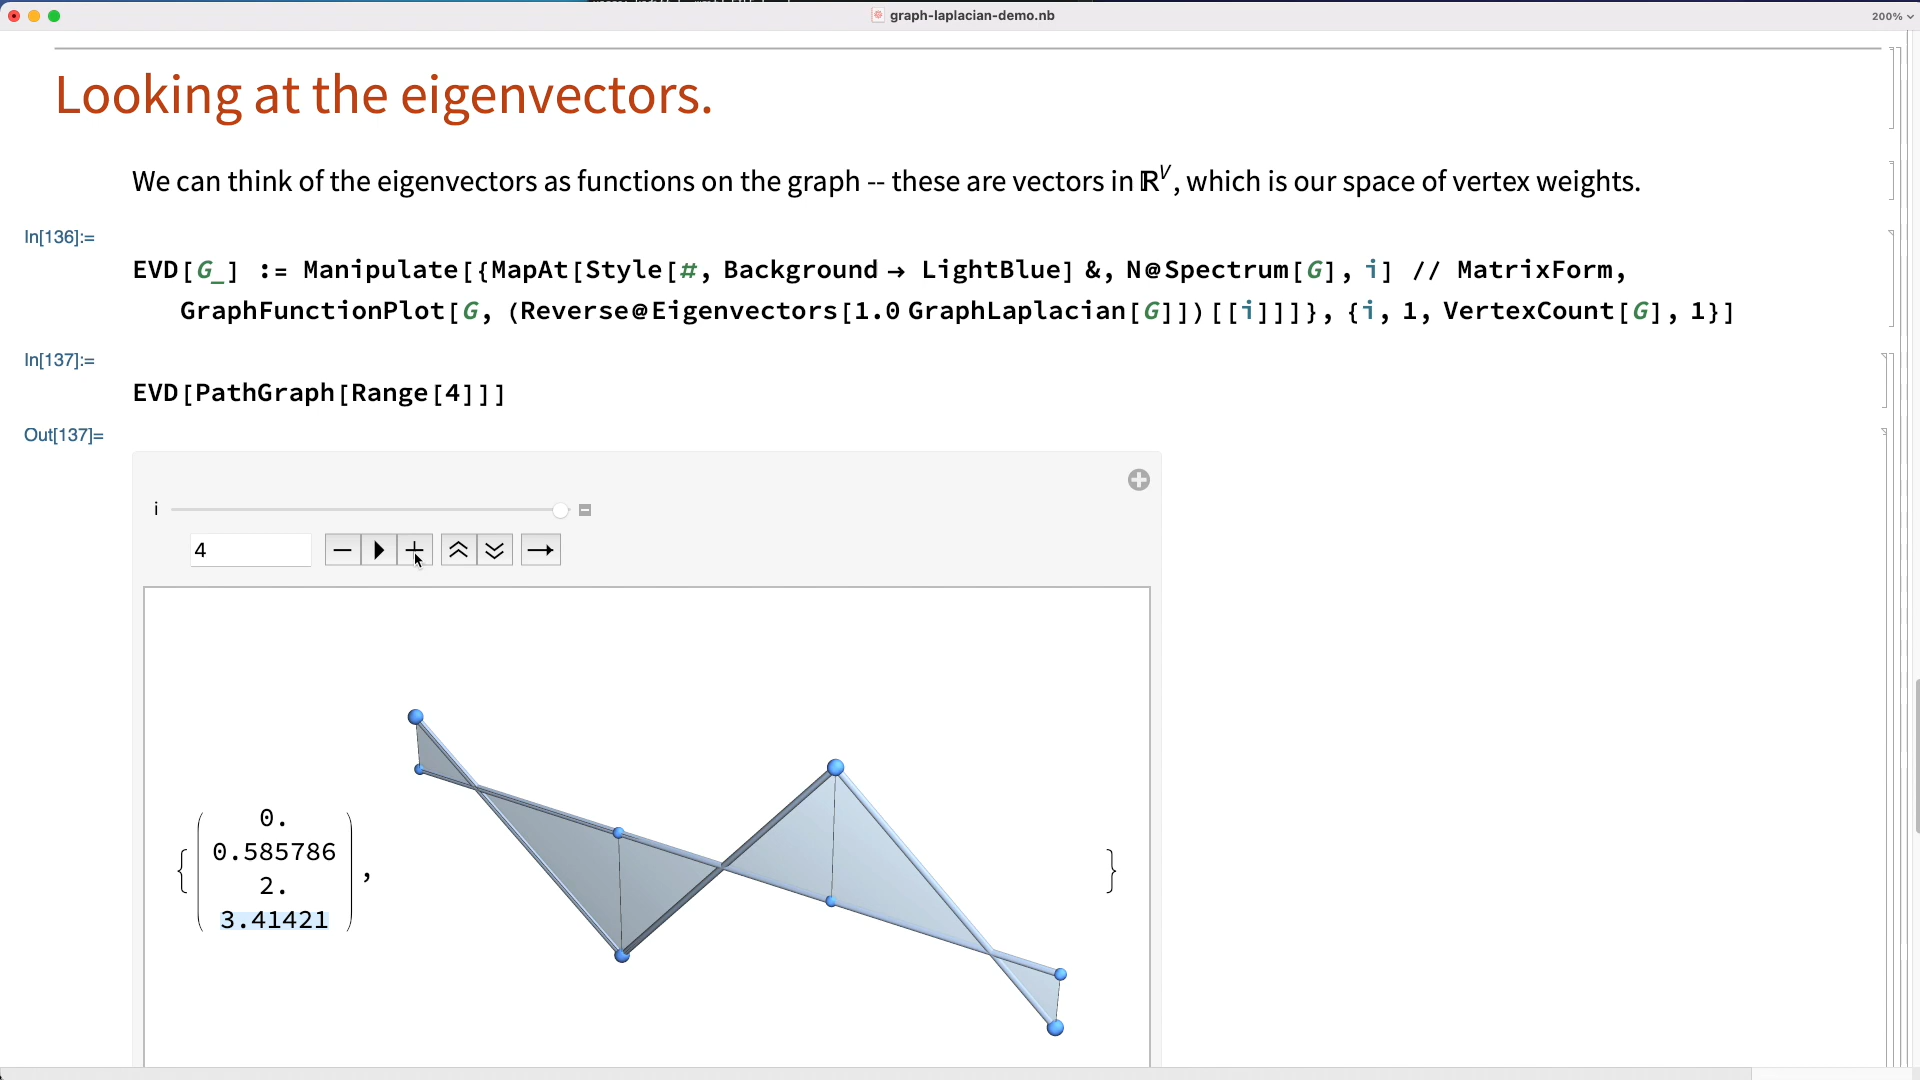 graph-laplacian-demo.nb
200%
Looking at the eigenvectors.
We can think of the eigenvectors as functions on the graph -- these are vectors in ℝ^V, which is our space of vertex weights.
In[136]:=
EVD[G_] := Manipulate[{MapAt[Style[#, Background → LightBlue] &, N@Spectrum[G], i] // MatrixForm,
GraphFunctionPlot[G, (Reverse@Eigenvectors[1.0 GraphLaplacian[G]])[[i]]]}, {i, 1, VertexCount[G], 1}]
In[137]:=
EVD[PathGraph[Range[4]]]
Out[137]=
i
4
0.
0.585786
{ ( ) , }
2.
3.41421